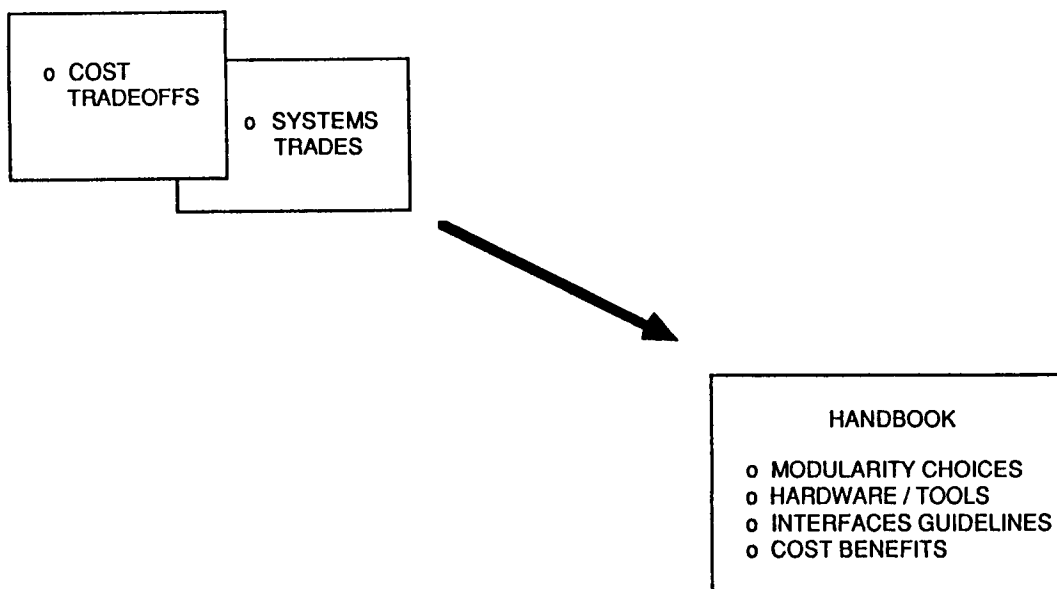 o COST
TRADEOFFS
o SYSTEMS
TRADES
HANDBOOK
o MODULARITY CHOICES
o HARDWARE / TOOLS
o INTERFACES GUIDELINES
o COST BENEFITS